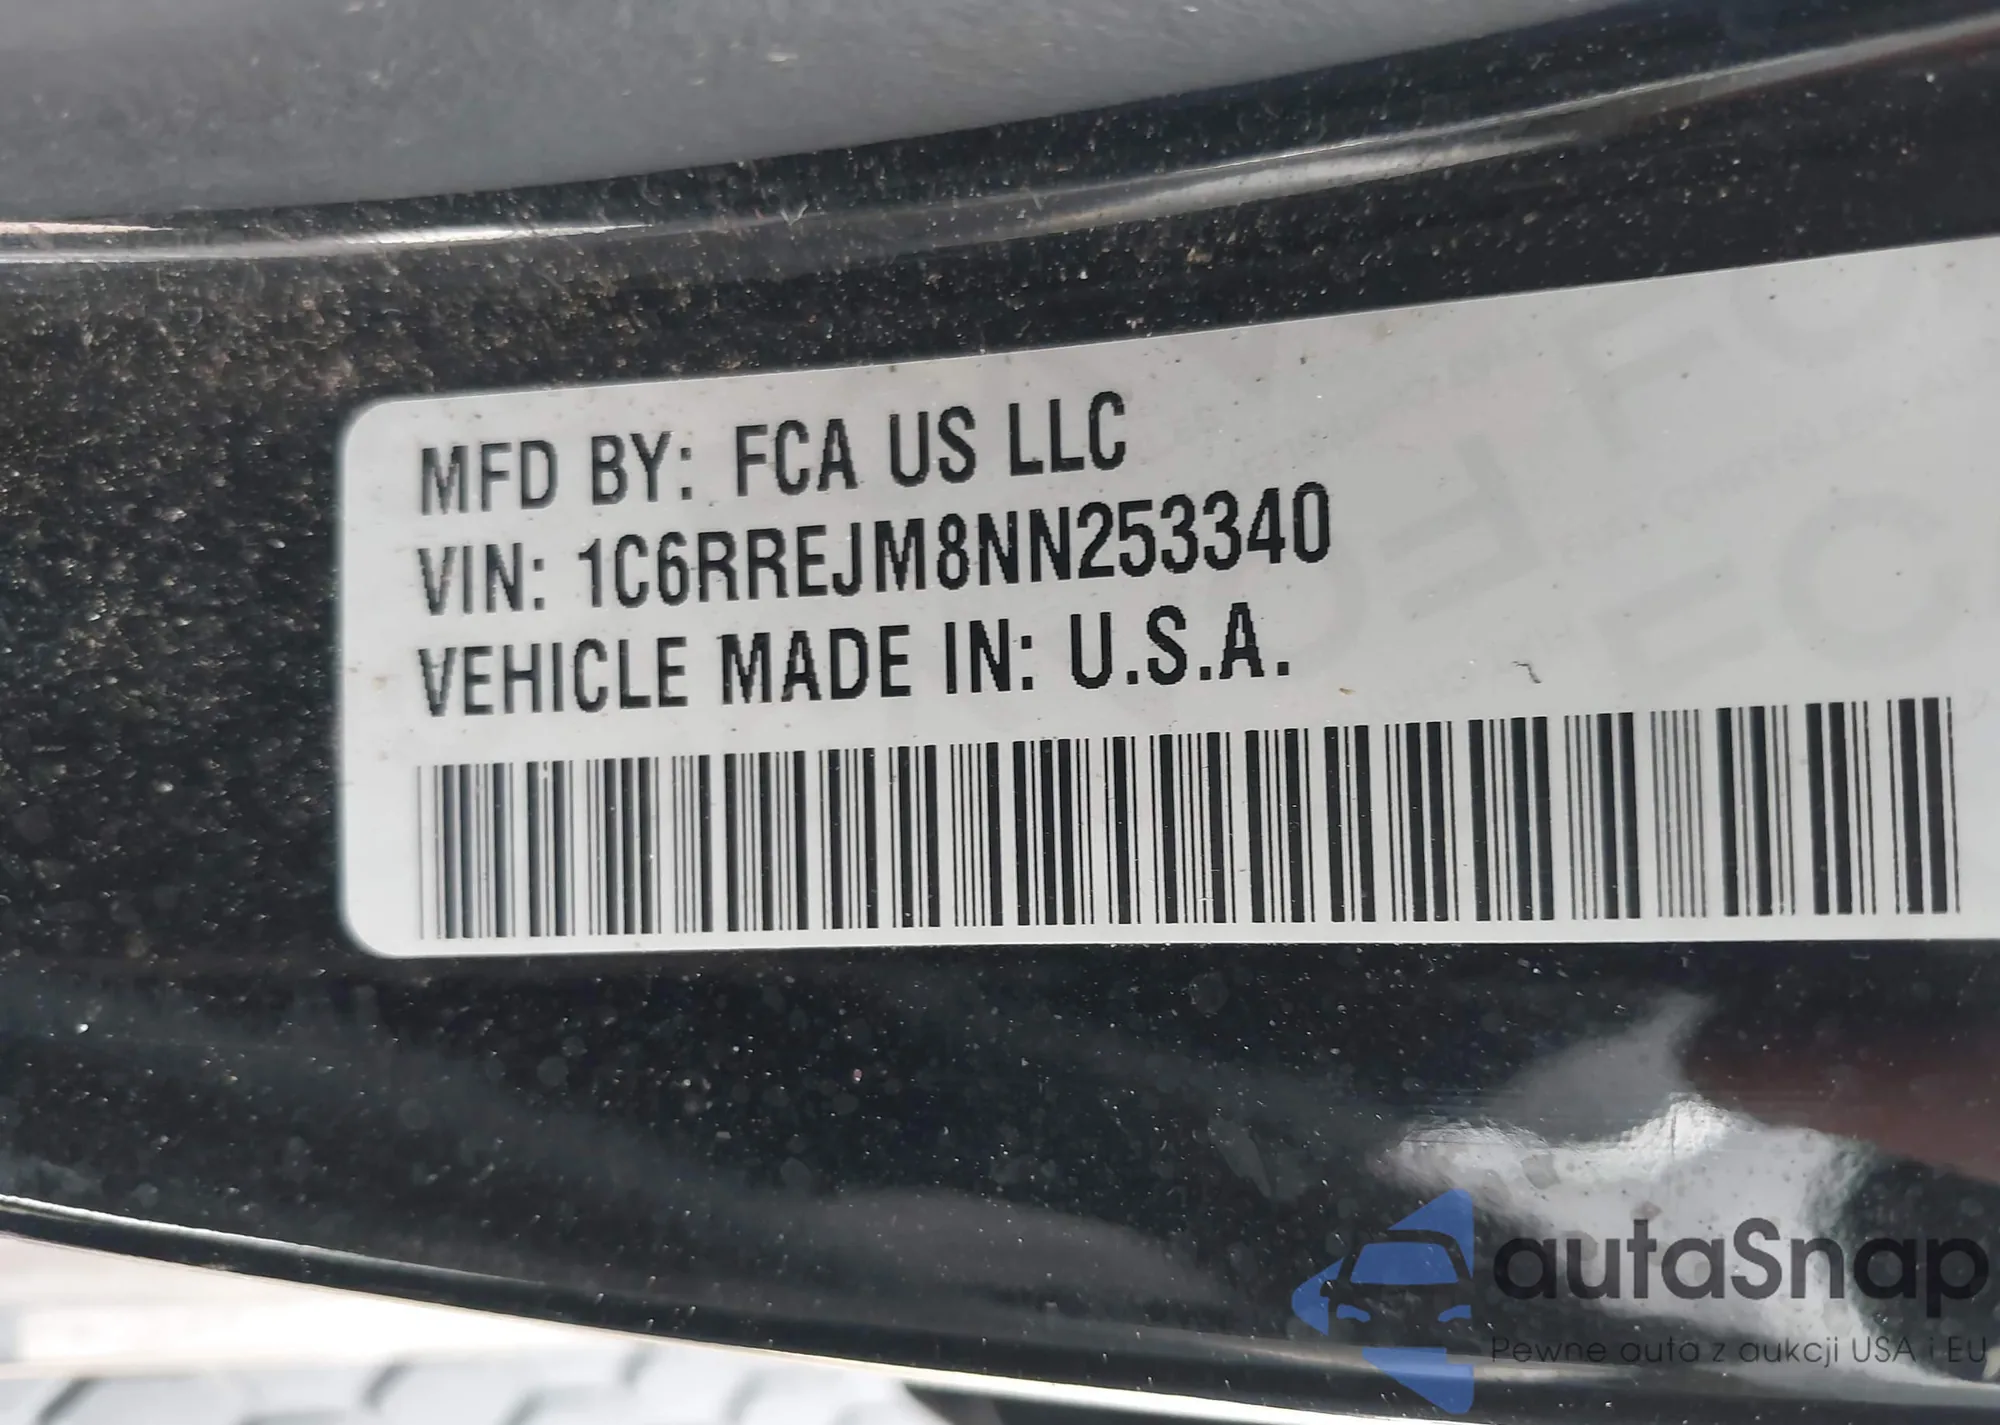 MFD BY: FCA US LLC
VIN: 1C6RREJM8NN253340
VEHICLE MADE IN: U.S.A.
autaSnap
Pewne auta z aukcji USA i EU